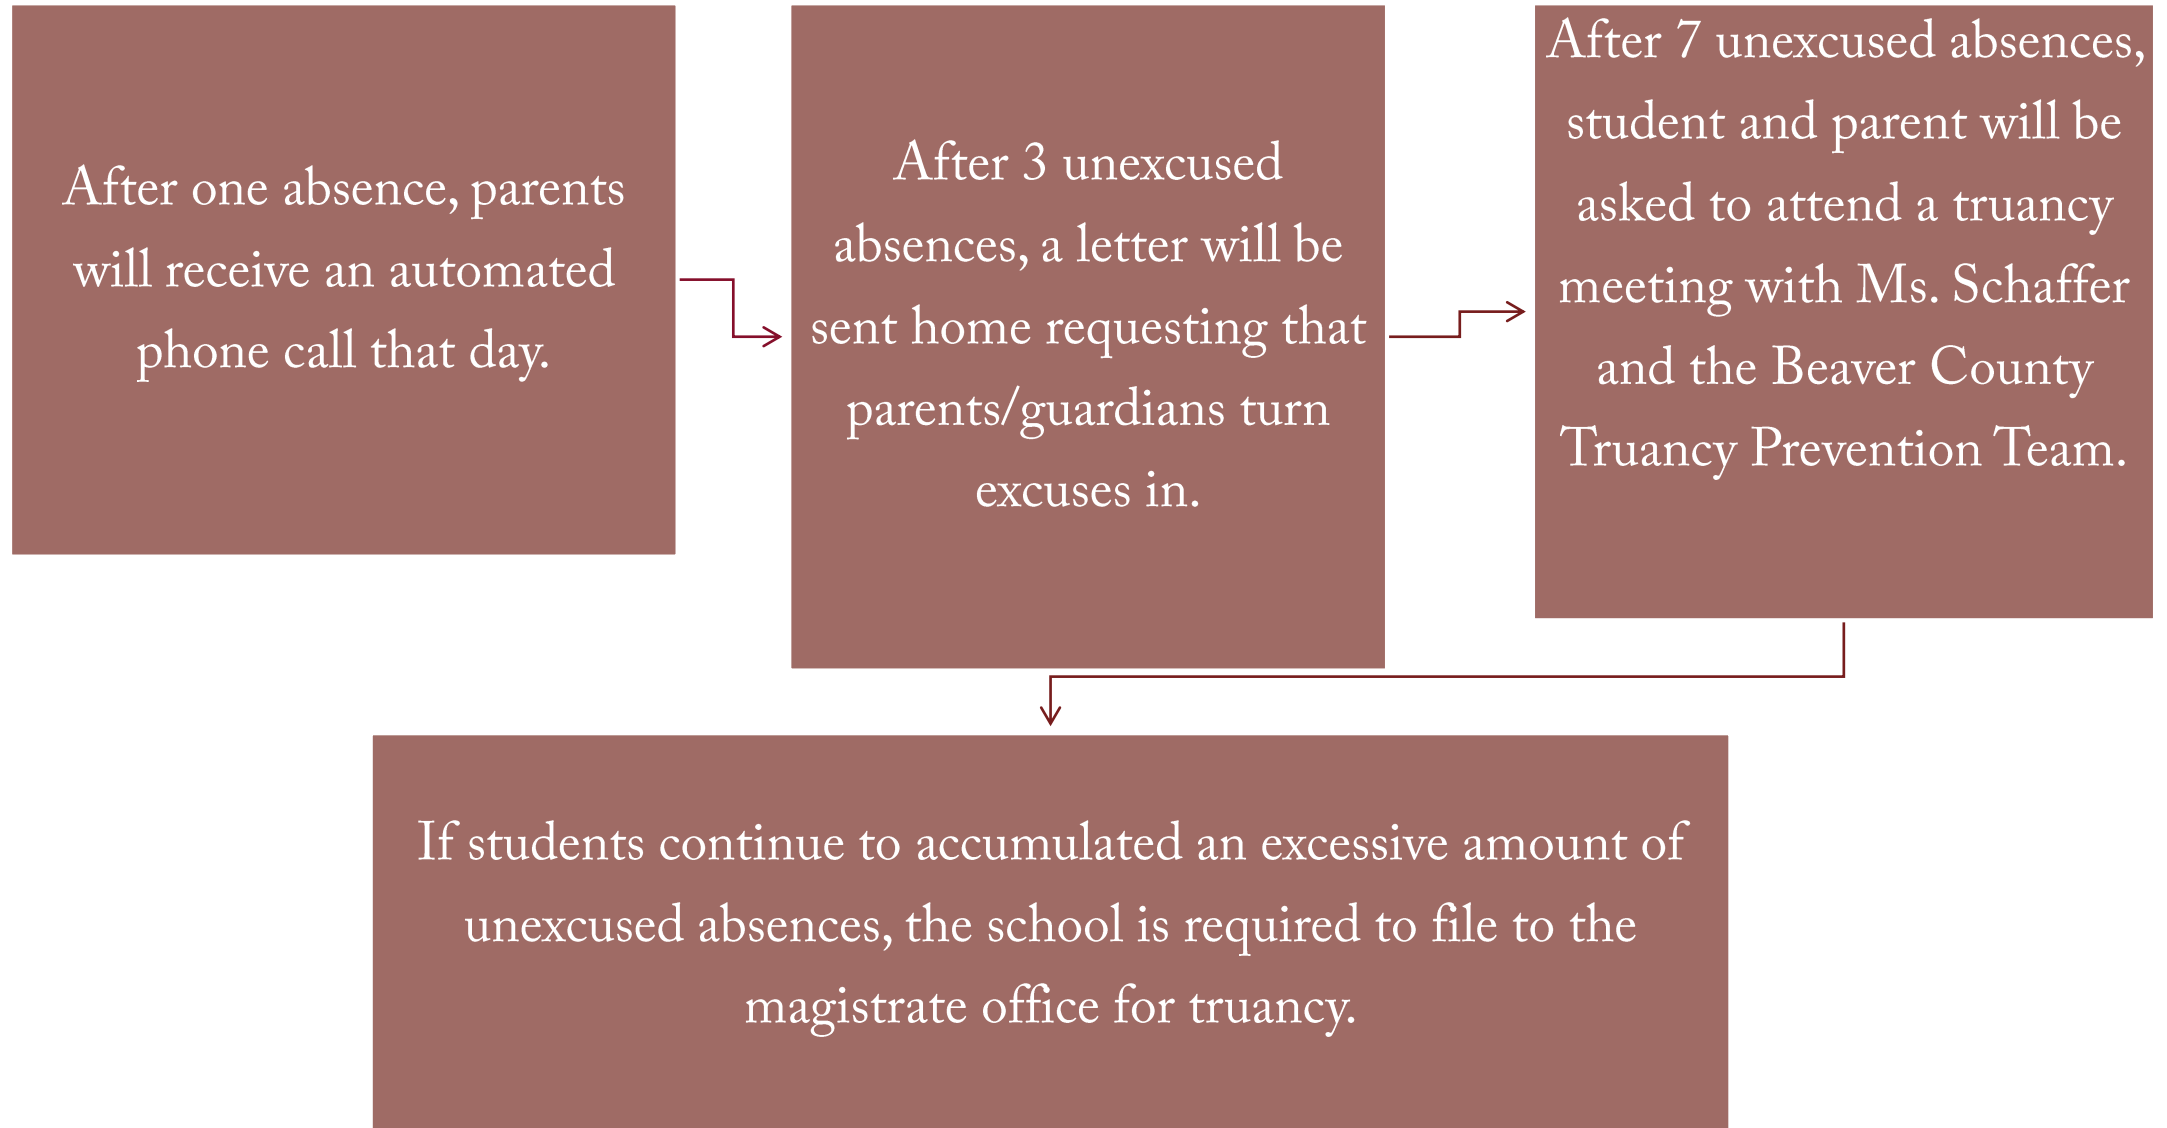 After one absence, parents
will receive an automated
phone call that day.
After 3 unexcused
absences, a letter will be
sent home requesting that
parents/guardians turn
excuses in.
After 7 unexcused absences,
student and parent will be
asked to attend a truancy
meeting with Ms. Schaffer
and the Beaver County
Truancy Prevention Team.
If students continue to accumulated an excessive amount of
unexcused absences, the school is required to file to the
magistrate office for truancy.